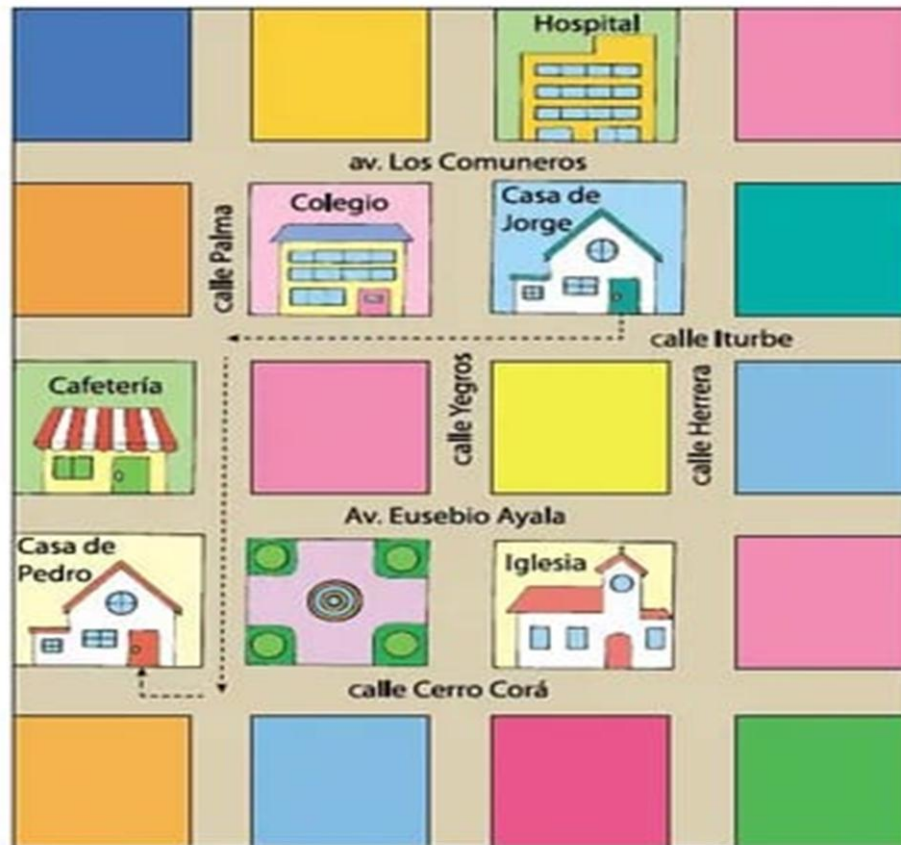 Hospital
av. Los Comuneros
calle Palma
Colegio
Casa de
Jorge
calle Iturbe
Cafetería
calle Yegros
calle Herrera
Av. Eusebio Ayala
Casa de
Pedro
Iglesia
calle Cerro Corá